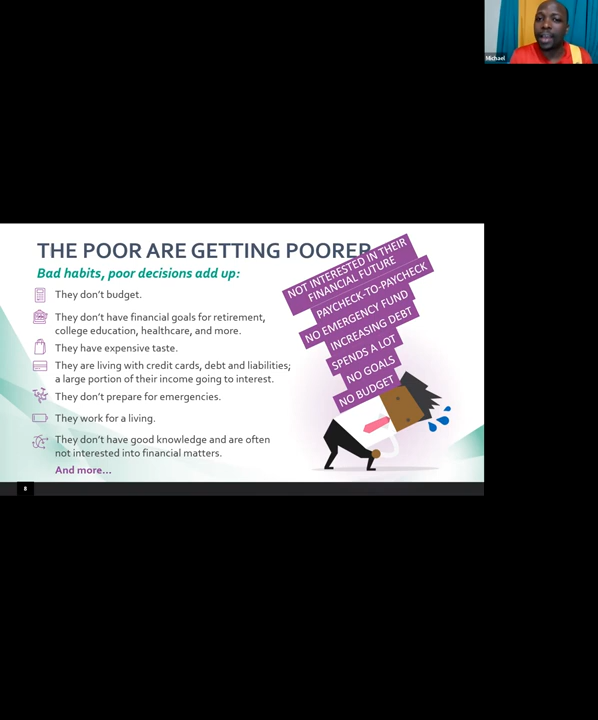 Michael
THE POOR ARE GETTING POORER
Bad habits, poor decisions add up:
They don't budget.
They don't have financial goals for retirement,
college education, healthcare, and more.
They have expensive taste.
They are living with credit cards, debt and liabilities;
a large portion of their income going to interest.
They don't prepare for emergencies.
They work for a living.
They don't have good knowledge and are often
not interested into financial matters.
And more...
NOT INTERESTED IN THEIR
FINANCIAL FUTURE
PAYCHECK-TO-PAYCHECK
NO EMERGENCY FUND
INCREASING DEBT
SPENDS A LOT
NO GOALS
NO BUDGET
8